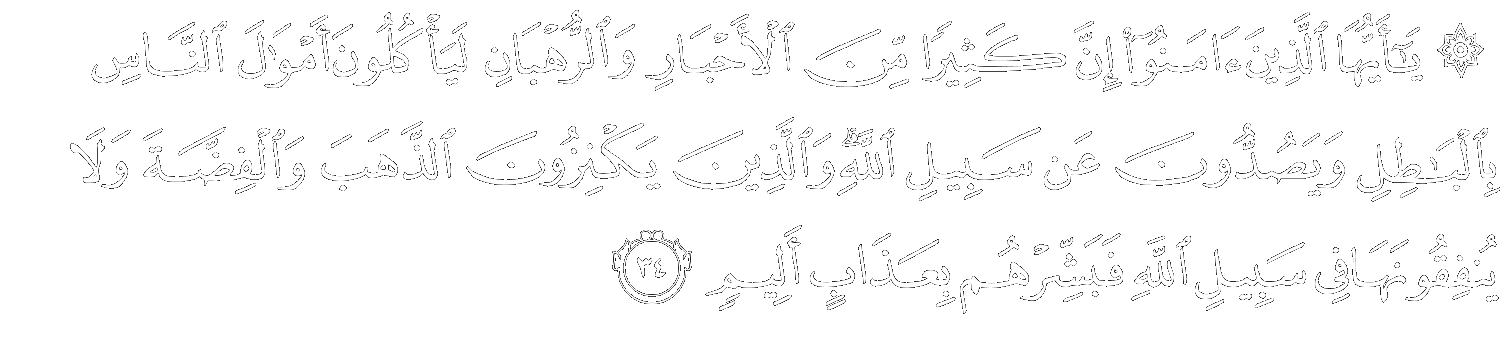 ۞ يَٰٓأَيُّهَا ٱلَّذِينَ ءَامَنُوٓا۟ إِنَّ كَثِيرًا مِّنَ ٱلْأَحْبَارِ وَٱلرُّهْبَانِ لَيَأْكُلُونَ أَمْوَٰلَ ٱلنَّاسِ
بِٱلْبَٰطِلِ وَيَصُدُّونَ عَن سَبِيلِ ٱللَّهِ ۗ وَٱلَّذِينَ يَكْنِزُونَ ٱلذَّهَبَ وَٱلْفِضَّةَ وَلَا
يُنفِقُونَهَا فِى سَبِيلِ ٱللَّهِ فَبَشِّرْهُم بِعَذَابٍ أَلِيمٍ ٣٤